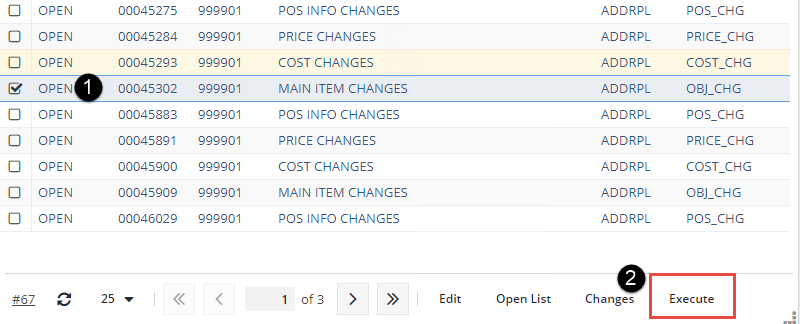 OPEN 00045275 999901 POS INFO CHANGES ADDRPL POS_CHG
OPEN 00045284 999901 PRICE CHANGES ADDRPL PRICE_CHG
OPEN 00045293 999901 COST CHANGES ADDRPL COST_CHG
OPEN 1 00045302 999901 MAIN ITEM CHANGES ADDRPL OBJ_CHG
OPEN 00045883 999901 POS INFO CHANGES ADDRPL POS_CHG
OPEN 00045891 999901 PRICE CHANGES ADDRPL PRICE_CHG
OPEN 00045900 999901 COST CHANGES ADDRPL COST_CHG
OPEN 00045909 999901 MAIN ITEM CHANGES ADDRPL OBJ_CHG
OPEN 00046029 999901 POS INFO CHANGES ADDRPL POS_CHG
2
#67 25 1 of 3 Edit Open List Changes Execute